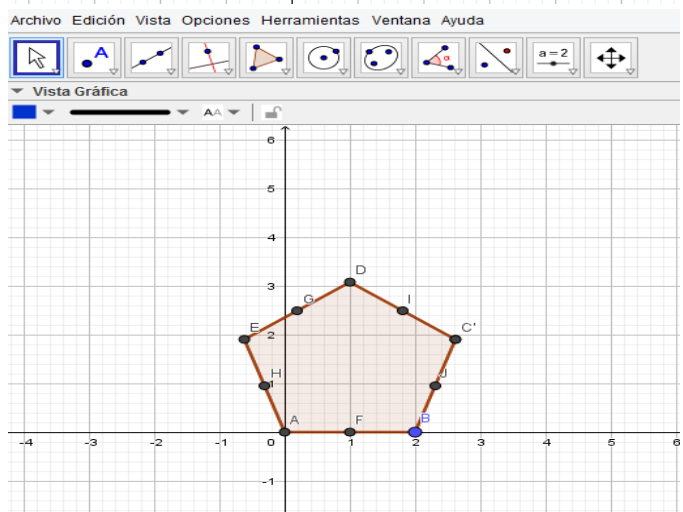 Archivo Edición Vista Opciones Herramientas Ventana Ayuda
A α a=2
Vista Gráfica
AA
6
5
4
D
3
G I
E C'
2
H J
1
A F B
-4 -3 -2 -1 0 1 2 3 4 5 6
-1